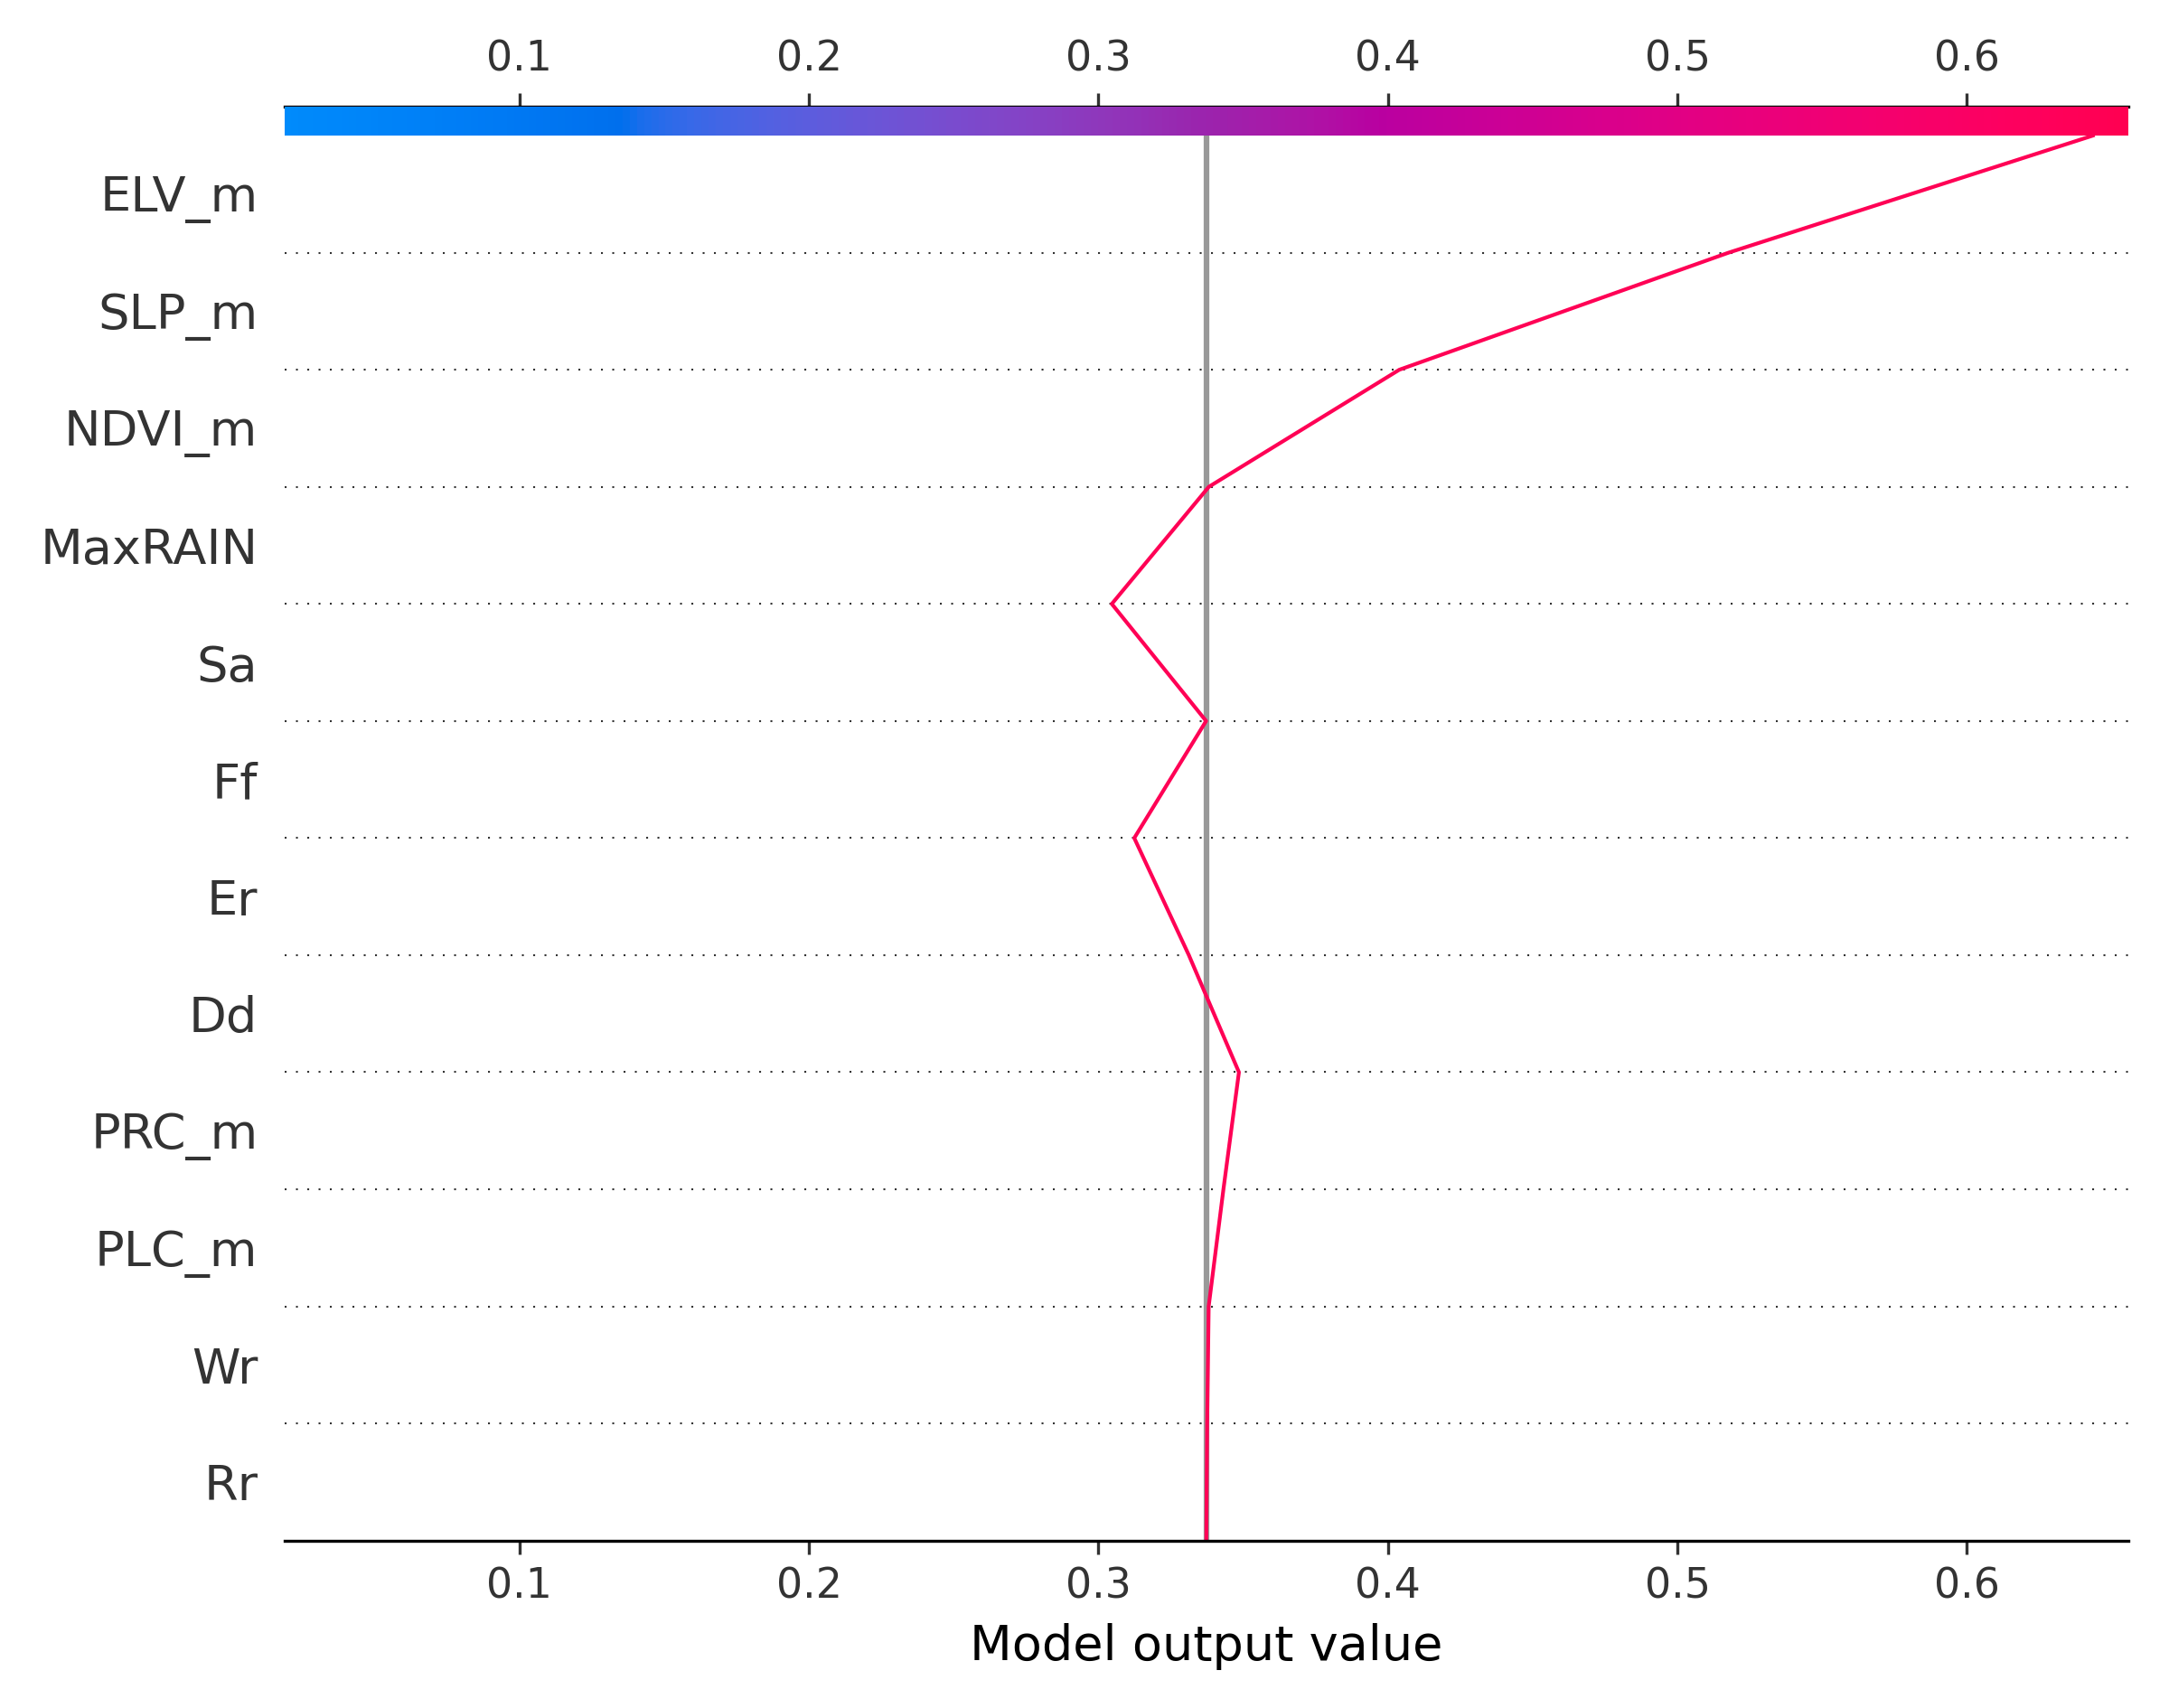 0.1 0.2 0.3 0.4 0.5 0.6
ELV_m
SLP_m
NDVI_m
MaxRAIN
Sa
Ff
Er
Dd
PRC_m
PLC_m
Wr
Rr
0.1 0.2 0.3 0.4 0.5 0.6
Model output value